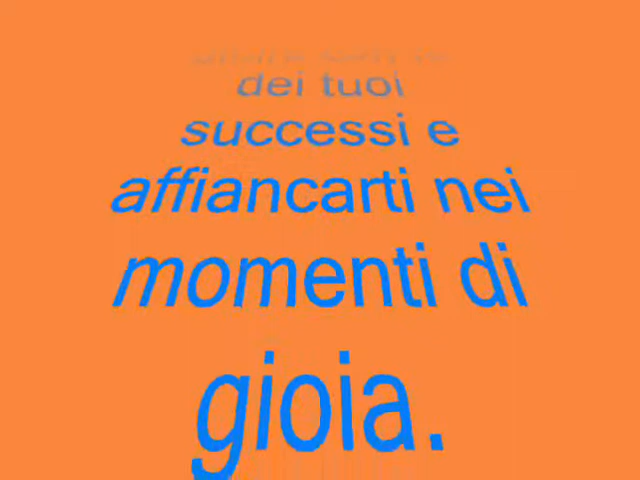 dei tuoi
successi e
affiancarti nei
momenti di
gioia.